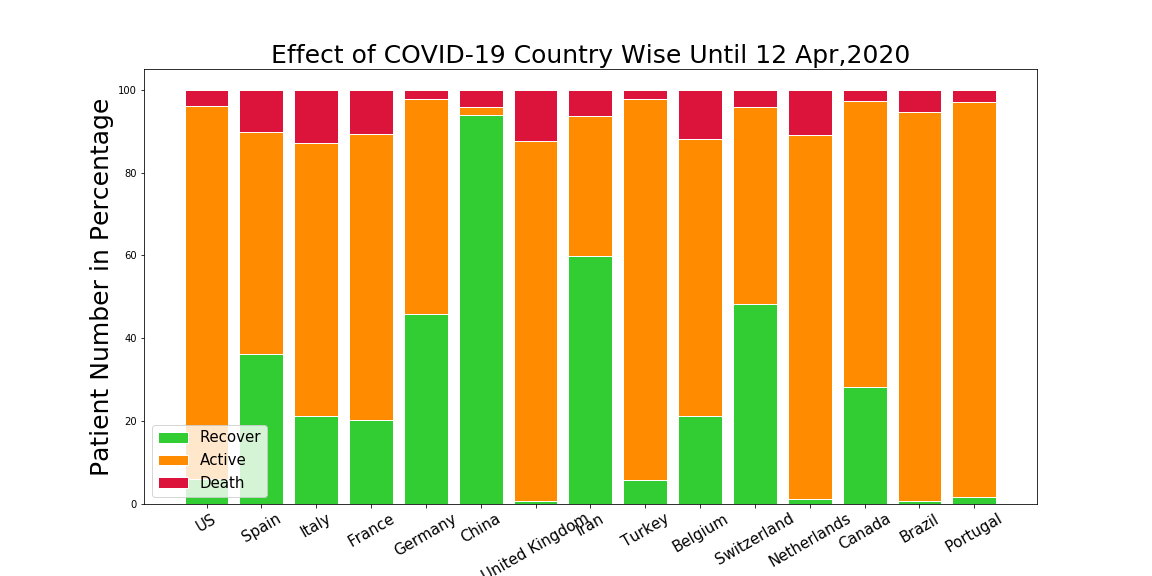 Effect of COVID-19 Country Wise Until 12 Apr,2020
Patient Number in Percentage
100
80
60
40
20
0
Recover
Active
Death
US
Spain
Italy
France
Germany
China
United Kingdom
Iran
Turkey
Belgium
Switzerland
Netherlands
Canada
Brazil
Portugal